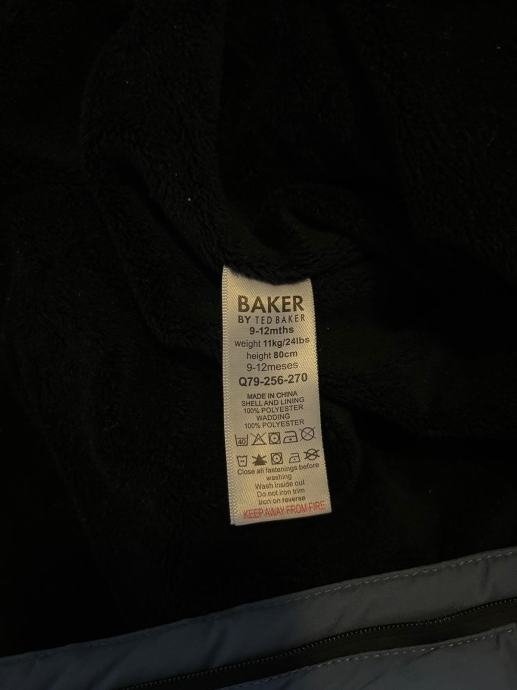 BAKER
BY TED BAKER
9-12mths
weight 11kg/24lbs
height 80cm
9-12meses
Q79-256-270
MADE IN CHINA
SHELL AND LINING
100% POLYESTER
WADDING
100% POLYESTER
40
Close all fastenings before
washing
Wash inside out
Do not iron trim
Iron on reverse
KEEP AWAY FROM FIRE